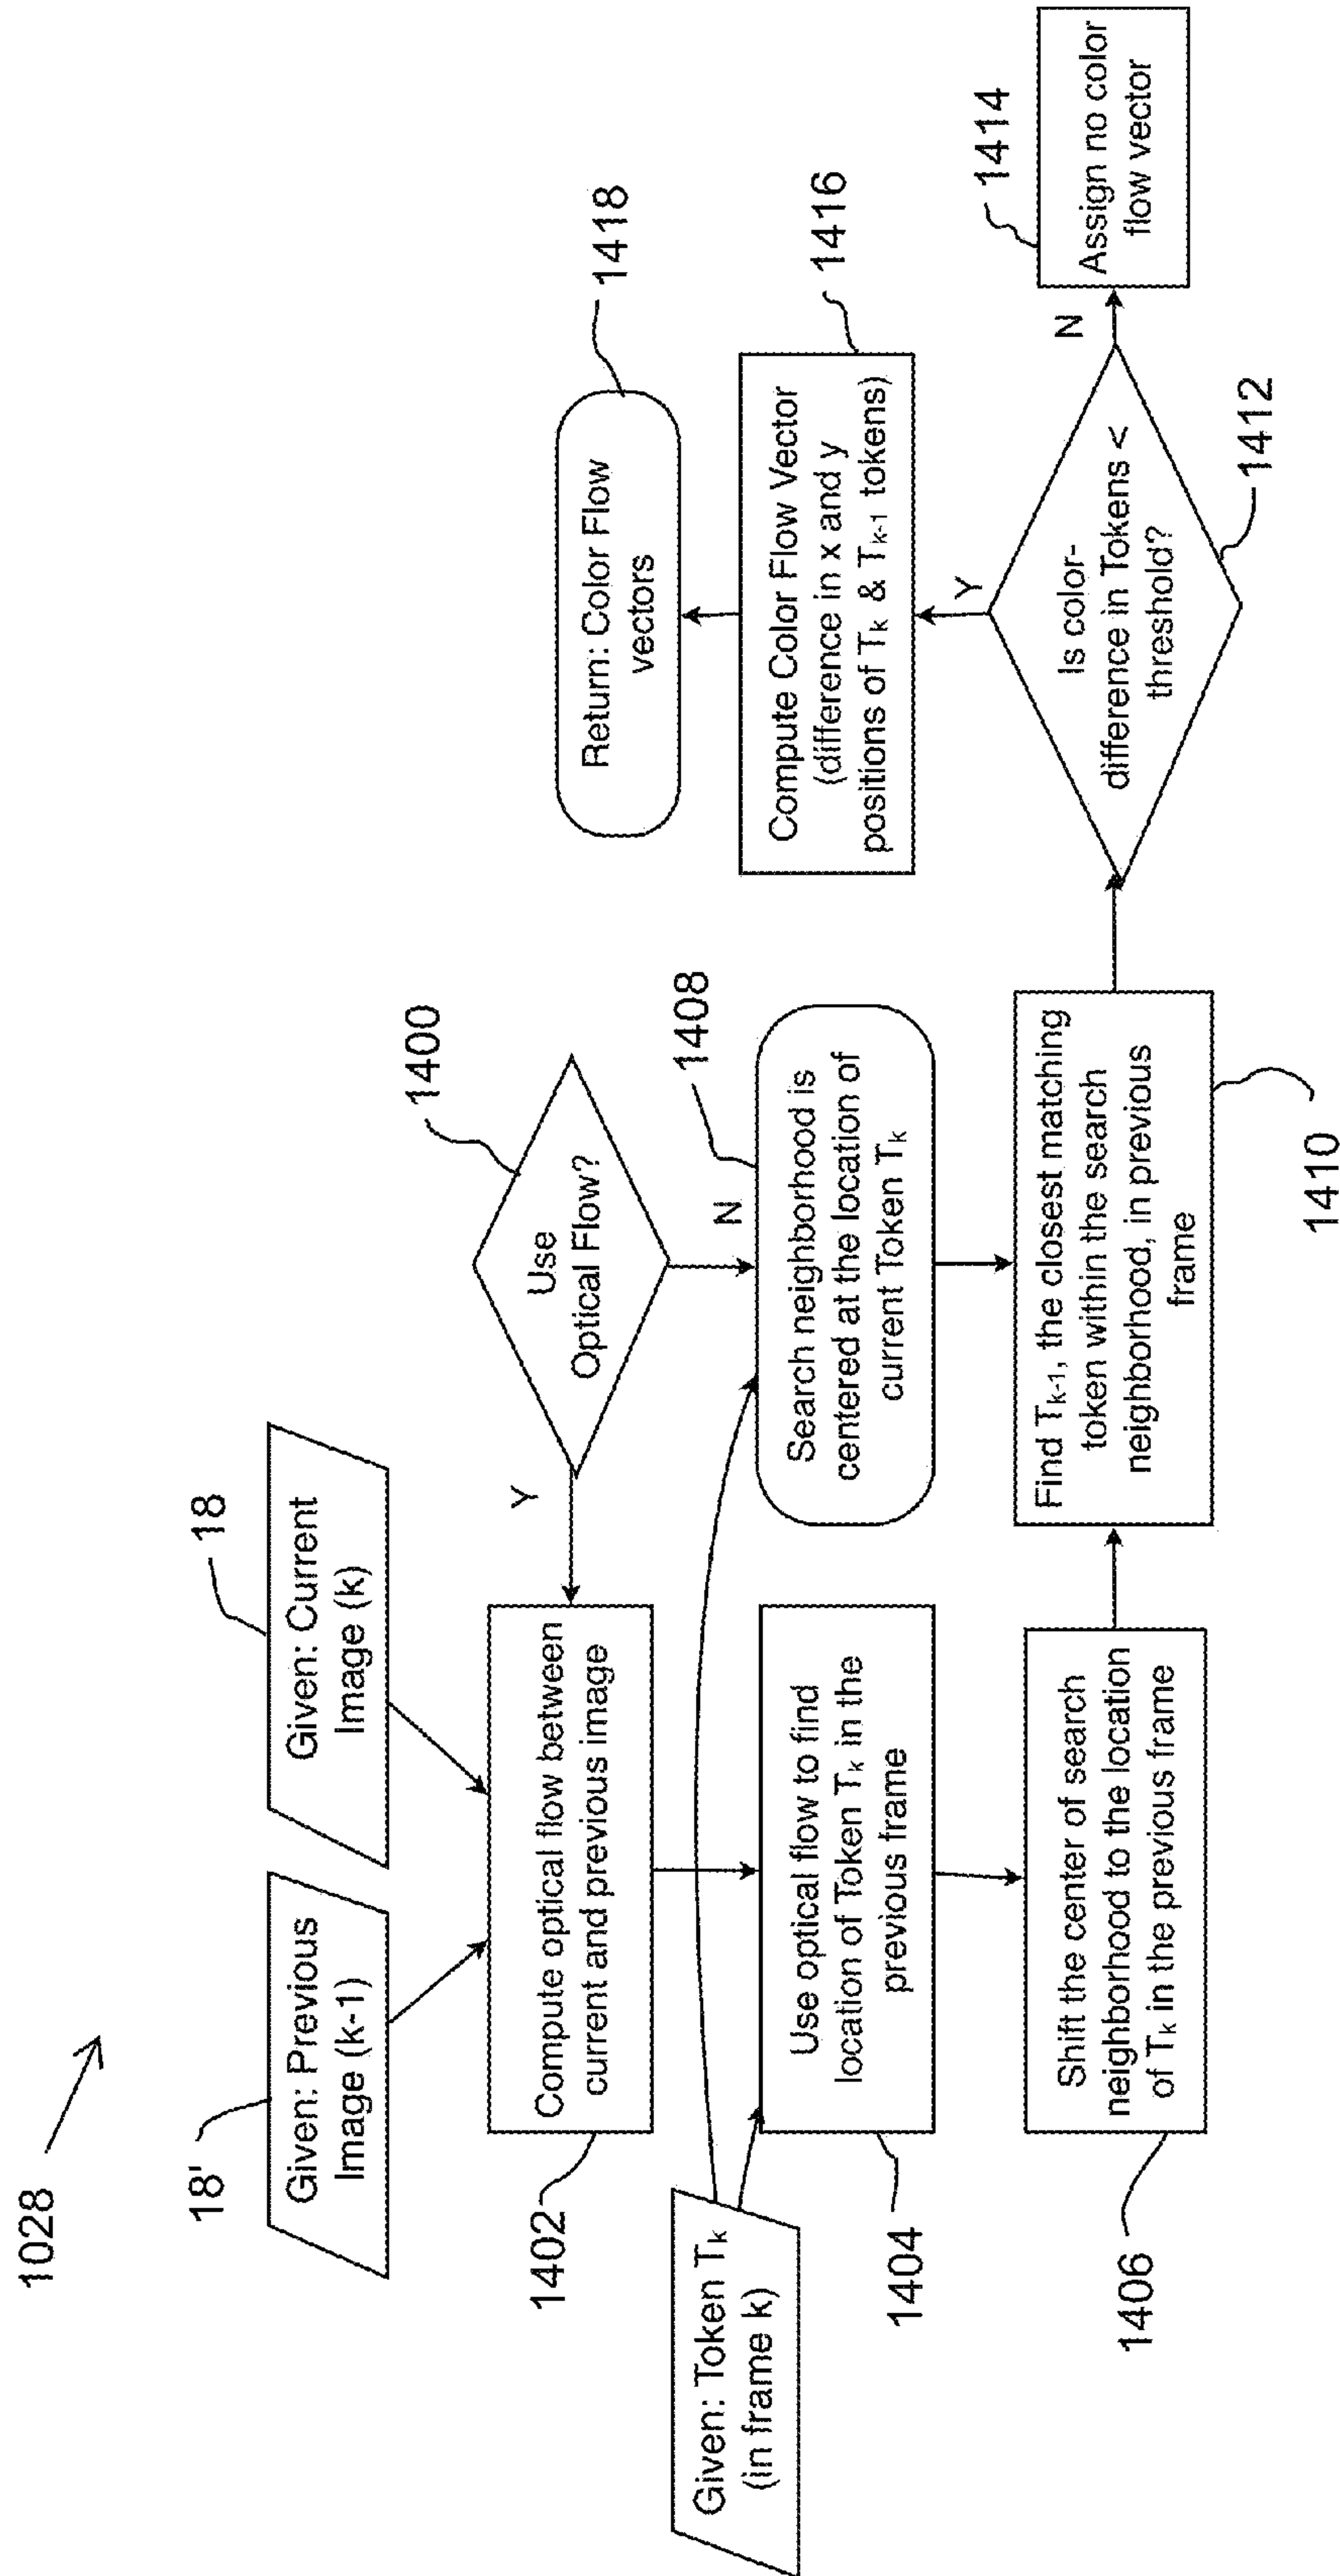 1028
18'
Given: Previous
Image (k-1)
18
Given: Current
Image (k)
1400
Use
Optical Flow?
Y
N
1402
Compute optical flow between
current and previous image
Given: Token Tₖ
(in frame k)
1404
Use optical flow to find
location of Token Tₖ in the
previous frame
1408
Search neighborhood is
centered at the location of
current Token Tₖ
1406
Shift the center of search
neighborhood to the location
of Tₖ in the previous frame
Find Tₖ₋₁, the closest matching
token within the search
neighborhood, in previous
frame
1410
Is color-
difference in Tokens <
threshold?
1412
Y
N
1414
Assign no color
flow vector
1416
Compute Color Flow Vector
(difference in x and y
positions of Tₖ & Tₖ₋₁ tokens)
1418
Return: Color Flow
vectors